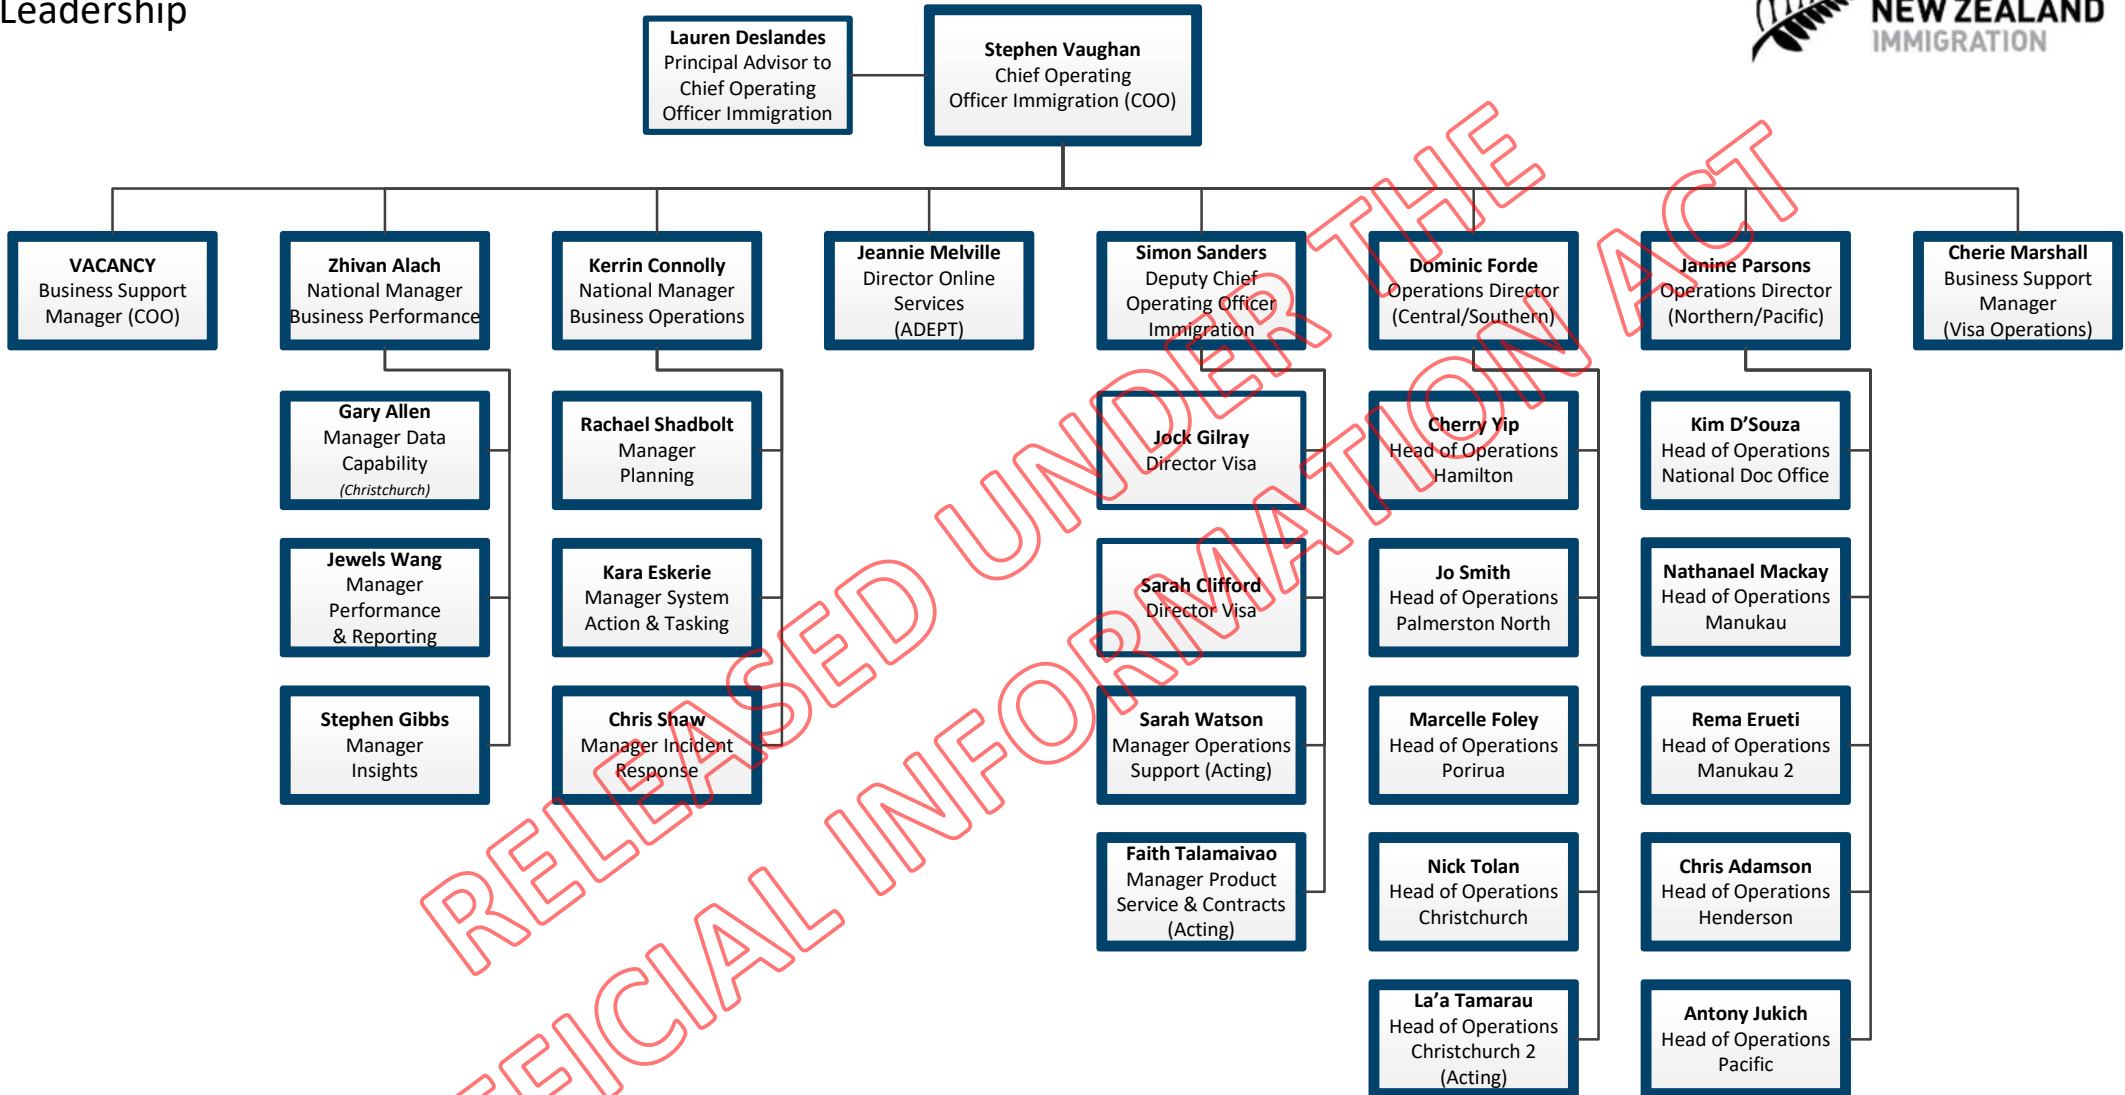 Leadership
NEW ZEALAND
IMMIGRATION
Lauren Deslandes
Principal Advisor to
Chief Operating
Officer Immigration
Stephen Vaughan
Chief Operating
Officer Immigration (COO)
VACANCY
Business Support
Manager (COO)
Zhivan Alach
National Manager
Business Performance
Kerrin Connolly
National Manager
Business Operations
Jeannie Melville
Director Online
Services
(ADEPT)
Simon Sanders
Deputy Chief
Operating Officer
Immigration
Dominic Forde
Operations Director
(Central/Southern)
Janine Parsons
Operations Director
(Northern/Pacific)
Cherie Marshall
Business Support
Manager
(Visa Operations)
Gary Allen
Manager Data
Capability
(Christchurch)
Jewels Wang
Manager
Performance
& Reporting
Stephen Gibbs
Manager
Insights
Rachael Shadbolt
Manager
Planning
Kara Eskerie
Manager System
Action & Tasking
Chris Shaw
Manager Incident
Response
Jock Gilray
Director Visa
Sarah Clifford
Director Visa
Sarah Watson
Manager Operations
Support (Acting)
Faith Talamaivao
Manager Product
Service & Contracts
(Acting)
Cherry Yip
Head of Operations
Hamilton
Jo Smith
Head of Operations
Palmerston North
Marcelle Foley
Head of Operations
Porirua
Nick Tolan
Head of Operations
Christchurch
La'a Tamarau
Head of Operations
Christchurch 2
(Acting)
Kim D'Souza
Head of Operations
National Doc Office
Nathanael Mackay
Head of Operations
Manukau
Rema Erueti
Head of Operations
Manukau 2
Chris Adamson
Head of Operations
Henderson
Antony Jukich
Head of Operations
Pacific
RELEASED UNDER THE
FFICIAL INFORMATION ACT